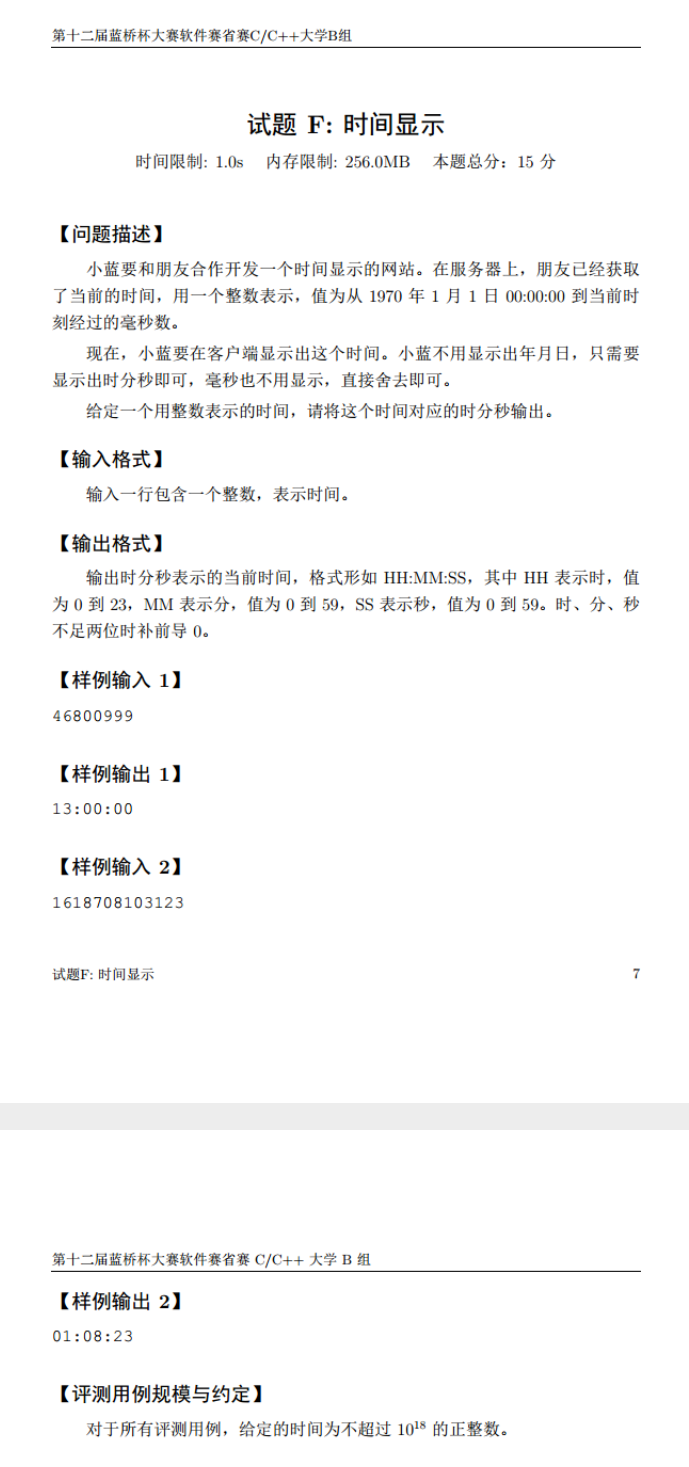 第十二届蓝桥杯大赛软件赛省赛C/C++大学B组
试题 F: 时间显示
时间限制: 1.0s 内存限制: 256.0MB 本题总分：15 分
【问题描述】
小蓝要和朋友合作开发一个时间显示的网站。在服务器上，朋友已经获取
了当前的时间，用一个整数表示，值为从 1970 年 1 月 1 日 00:00:00 到当前时
刻经过的毫秒数。
现在，小蓝要在客户端显示出这个时间。小蓝不用显示出年月日，只需要
显示出时分秒即可，毫秒也不用显示，直接舍去即可。
给定一个用整数表示的时间，请将这个时间对应的时分秒输出。
【输入格式】
输入一行包含一个整数，表示时间。
【输出格式】
输出时分秒表示的当前时间，格式形如 HH:MM:SS，其中 HH 表示时，值
为 0 到 23，MM 表示分，值为 0 到 59，SS 表示秒，值为 0 到 59。时、分、秒
不足两位时补前导 0。
【样例输入 1】
46800999
【样例输出 1】
13:00:00
【样例输入 2】
1618708103123
试题F: 时间显示 7
第十二届蓝桥杯大赛软件赛省赛 C/C++ 大学 B 组
【样例输出 2】
01:08:23
【评测用例规模与约定】
对于所有评测用例，给定的时间为不超过 10¹⁸ 的正整数。